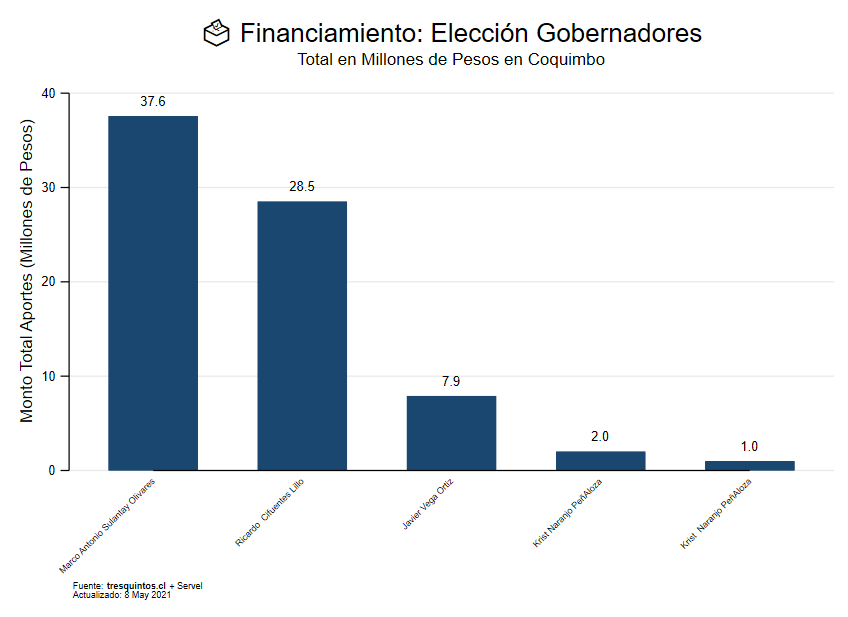 Financiamiento: Elección Gobernadores
Total en Millones de Pesos en Coquimbo
Monto Total Aportes (Millones de Pesos)
40
30
20
10
0
37.6
28.5
7.9
2.0
1.0
Marco Antonio Sulantay Olivares
Ricardo  Cifuentes Lillo
Javier Vega Ortiz
Krist Naranjo PeñAloza
Krist  Naranjo PeñAloza
Fuente: tresquintos.cl + Servel
Actualizado: 8 May 2021